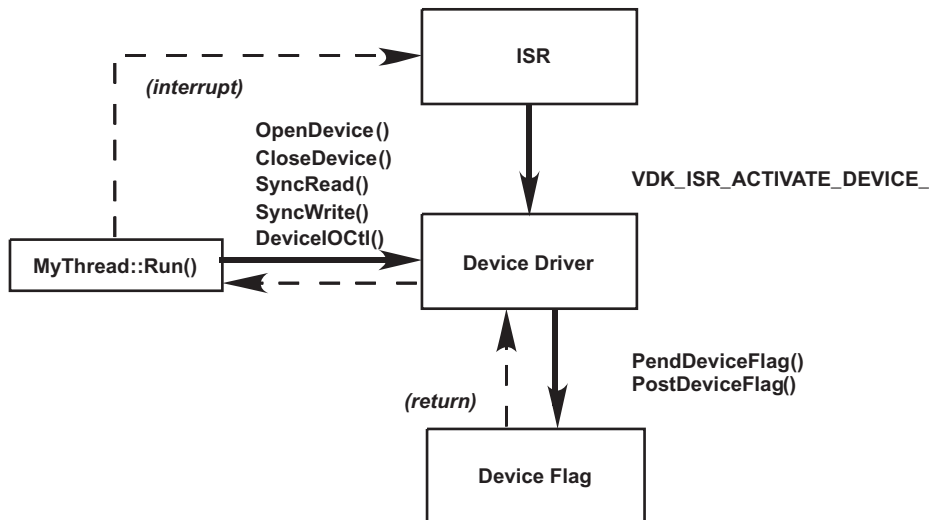 ISR
(interrupt)
OpenDevice()
CloseDevice()
SyncRead()
SyncWrite()
DeviceIOCtl()
VDK_ISR_ACTIVATE_DEVICE_
MyThread::Run()
Device Driver
PendDeviceFlag()
PostDeviceFlag()
(return)
Device Flag